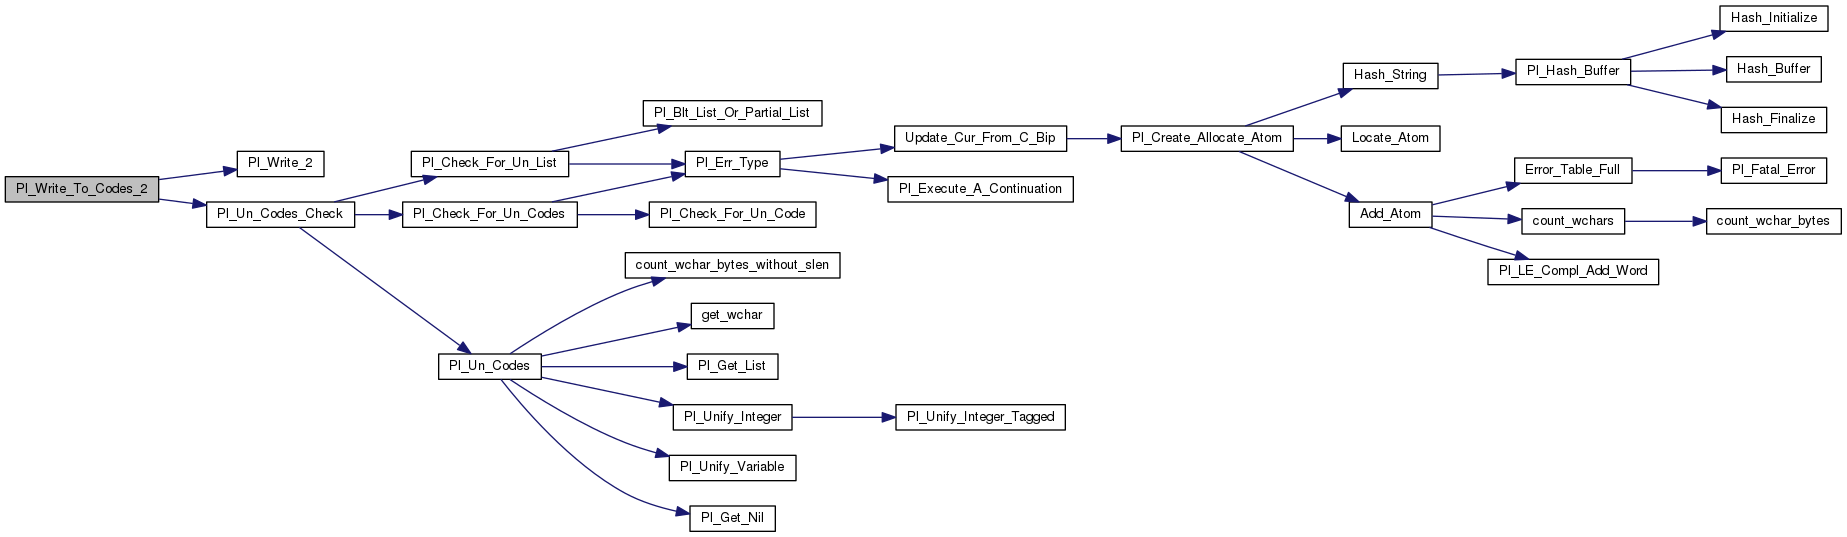 Pl_Write_To_Codes_2
Pl_Write_2
Pl_Un_Codes_Check
Pl_Check_For_Un_List
Pl_Blt_List_Or_Partial_List
Pl_Err_Type
Update_Cur_From_C_Bip
Pl_Create_Allocate_Atom
Hash_String
Pl_Hash_Buffer
Hash_Initialize
Hash_Buffer
Hash_Finalize
Locate_Atom
Add_Atom
Error_Table_Full
Pl_Fatal_Error
count_wchars
count_wchar_bytes
Pl_LE_Compl_Add_Word
Pl_Execute_A_Continuation
Pl_Check_For_Un_Codes
Pl_Check_For_Un_Code
Pl_Un_Codes
count_wchar_bytes_without_slen
get_wchar
Pl_Get_List
Pl_Unify_Integer
Pl_Unify_Integer_Tagged
Pl_Unify_Variable
Pl_Get_Nil